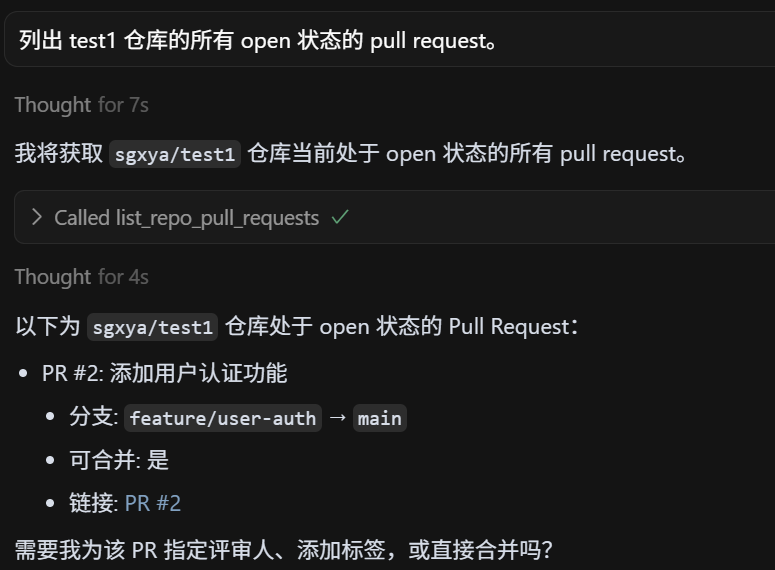 列出 test1 仓库的所有 open 状态的 pull request。
Thought for 7s
我将获取 sgxya/test1 仓库当前处于 open 状态的所有 pull request。
Called list_repo_pull_requests
Thought for 4s
以下为 sgxya/test1 仓库处于 open 状态的 Pull Request：
• PR #2: 添加用户认证功能
• 分支: feature/user-auth → main
• 可合并: 是
• 链接: PR #2
需要我为该 PR 指定评审人、添加标签，或直接合并吗？